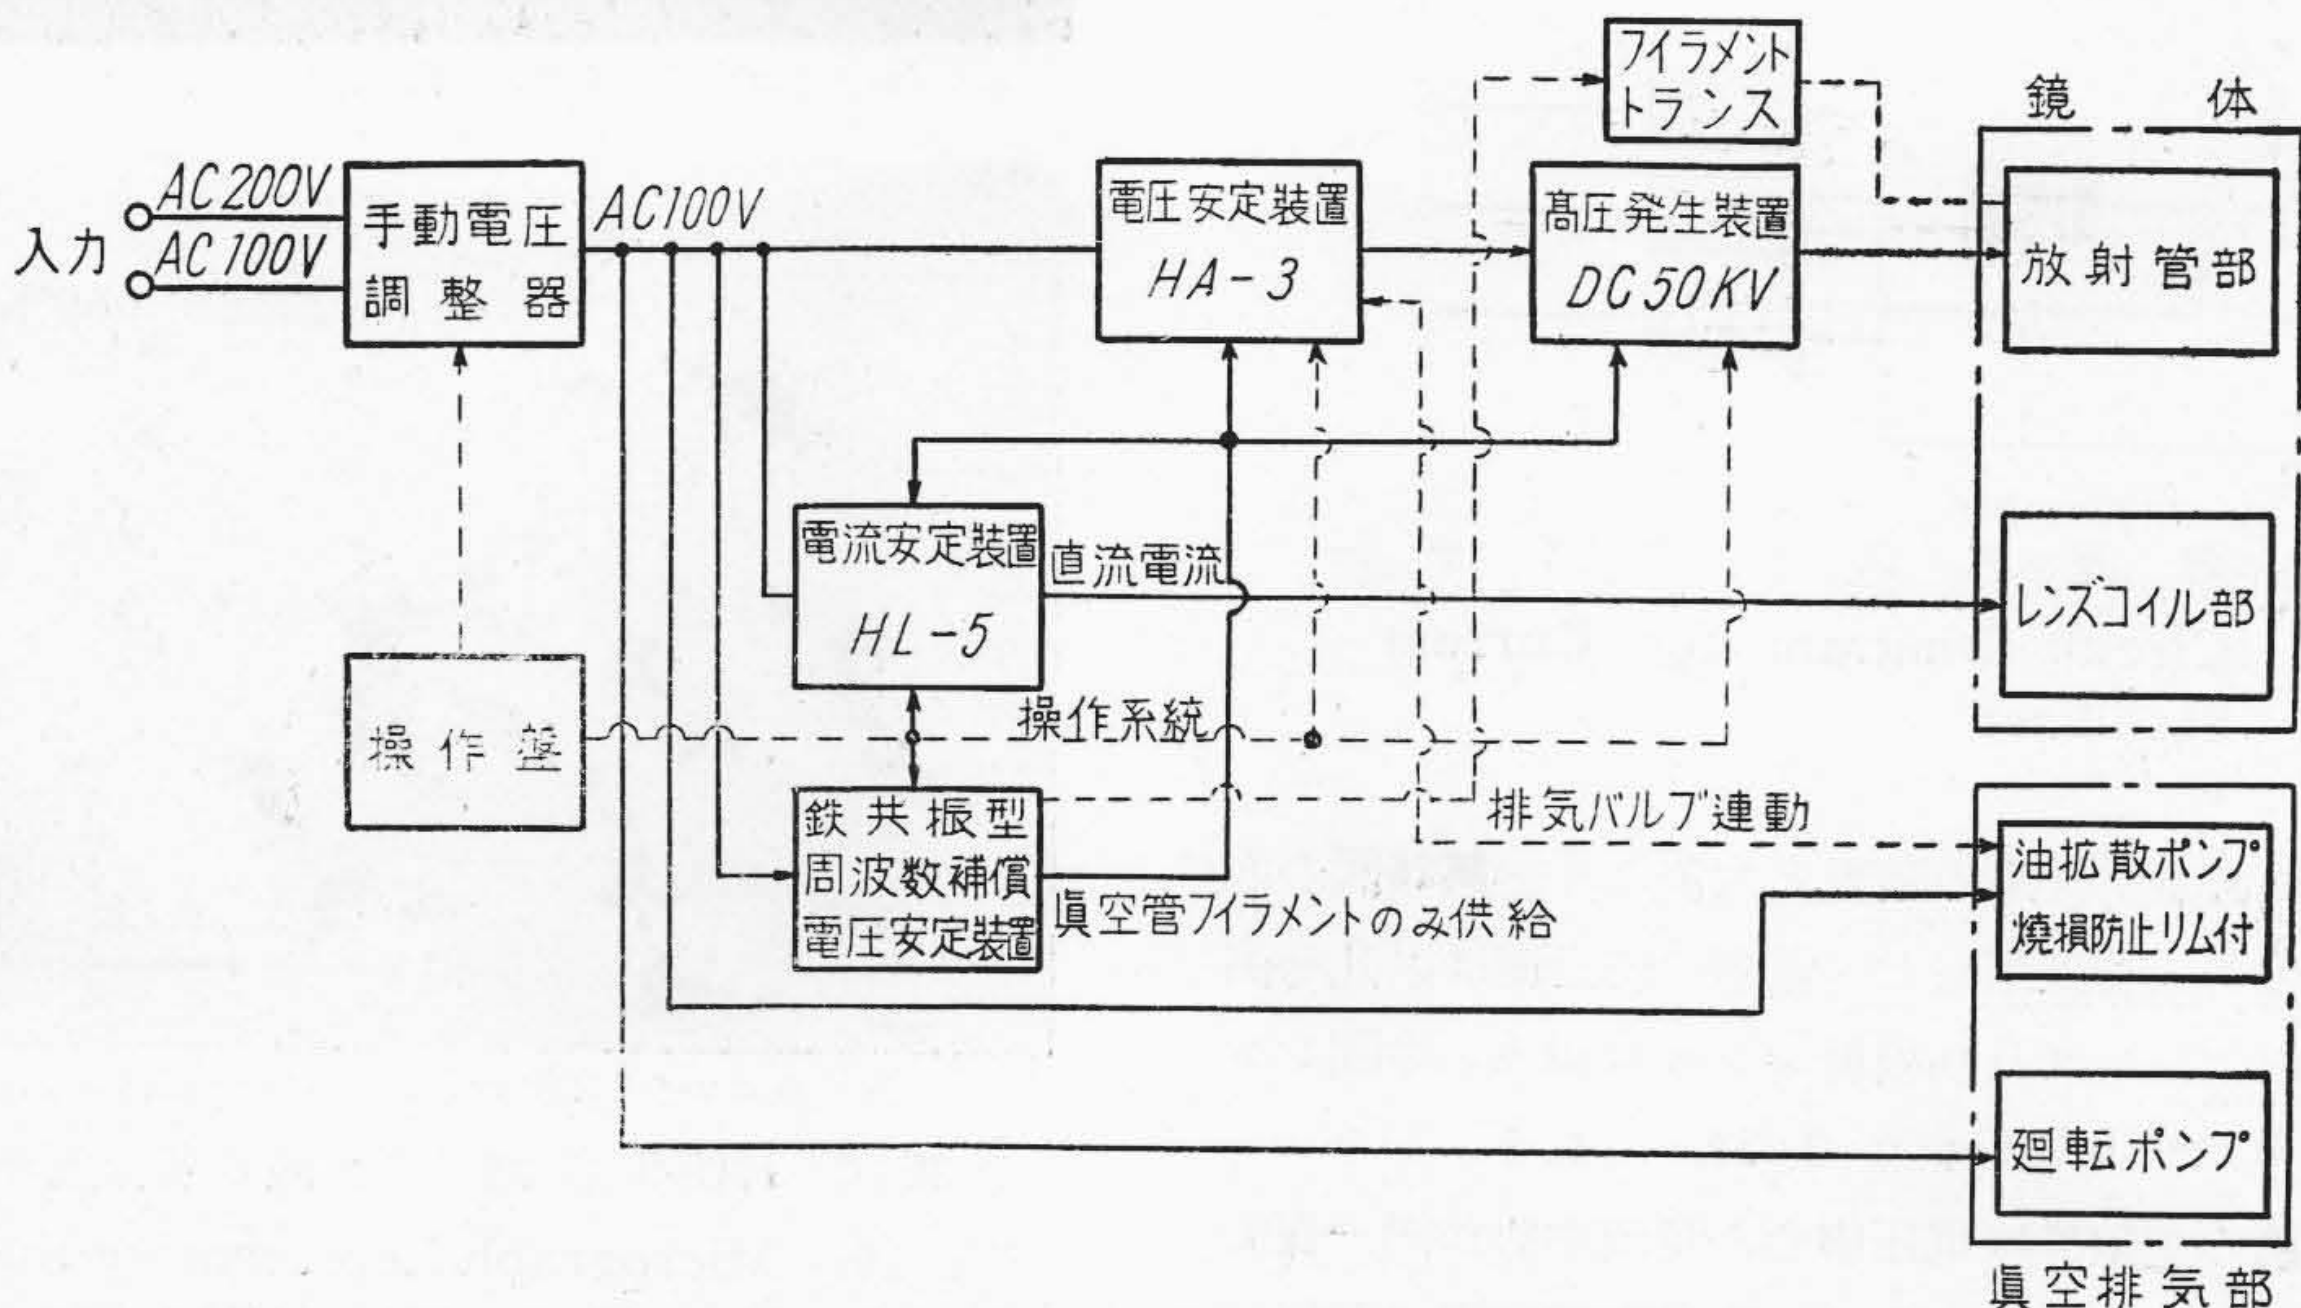 フイラメント
トランス
鏡体
入力
AC200V
AC100V
手動電圧
調整器
AC100V
電圧安定装置
HA-3
髙圧発生装置
DC50KV
放射管部
電流安定装置
HL-5
直流電流
レンズコイル部
操作盤
操作系統
鉄共振型
周波数補償
電圧安定装置
排気バルブ連動
眞空管フイラメントのみ供給
油拡散ポンプ
燒損防止リム付
廻転ポンプ
眞空排気部